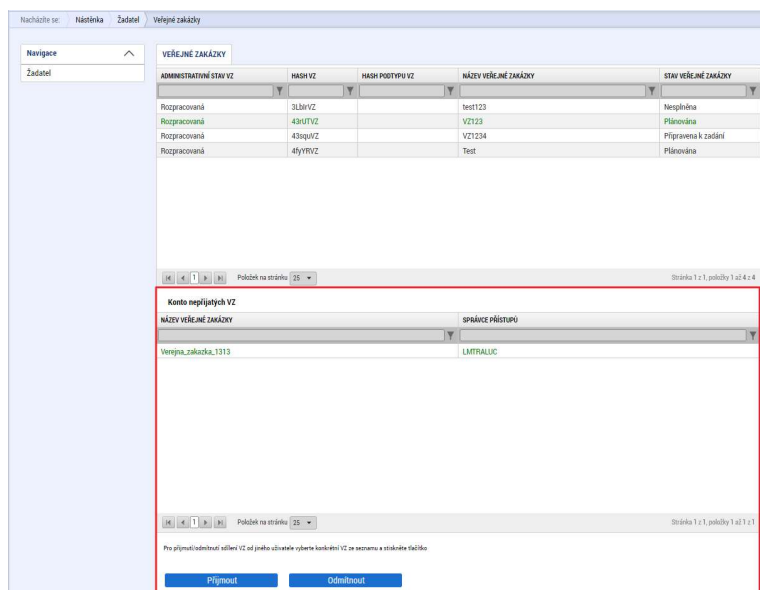 Nacházíte se: Nástěnka Žadatel Veřejné zakázky
Navigace
Žadatel
VEŘEJNÉ ZAKÁZKY
ADMINISTRATIVNÍ STAV VZ HASH VZ HASH PODTYPU VZ NÁZEV VEŘEJNÉ ZAKÁZKY STAV VEŘEJNÉ ZAKÁZKY
Rozpracovaná 3LbIrVZ test123 Nesplněna
Rozpracovaná 43rUTVZ VZ123 Plánována
Rozpracovaná 43squVZ VZ1234 Připravena k zadání
Rozpracovaná 4fyYRVZ Test Plánována
1 Položek na stránku 25 Stránka 1 z 1, položky 1 až 4 z 4
Konto nepřijatých VZ
NÁZEV VEŘEJNÉ ZAKÁZKY SPRÁVCE PŘÍSTUPŮ
Verejna_zakazka_1313 LMTRALUC
1 Položek na stránku 25 Stránka 1 z 1, položky 1 až 1 z 1
Pro přijmutí/odmítnutí sdílení VZ od jiného uživatele vyberte konkrétní VZ ze seznamu a stiskněte tlačítko
Přijmout Odmítnout